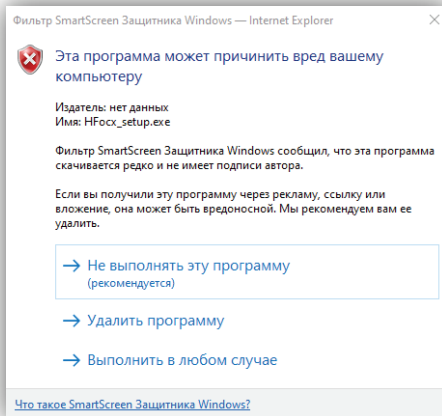 Фильтр SmartScreen Защитника Windows — Internet Explorer
Эта программа может причинить вред вашему
компьютеру
Издатель: нет данных
Имя: HFocx_setup.exe
Фильтр SmartScreen Защитника Windows сообщил, что эта программа
скачивается редко и не имеет подписи автора.
Если вы получили эту программу через рекламу, ссылку или
вложение, она может быть вредоносной. Мы рекомендуем вам ее
удалить.
Не выполнять эту программу
(рекомендуется)
Удалить программу
Выполнить в любом случае
Что такое SmartScreen Защитника Windows?